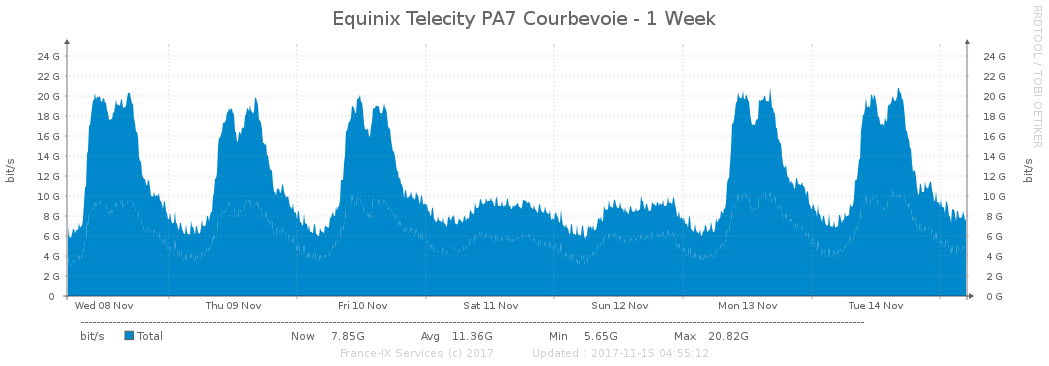 Equinix Telecity PA7 Courbevoie - 1 Week
RRDTOOL / TOBI OETIKER
24 G 24 G
22 G 22 G
20 G 20 G
18 G 18 G
16 G 16 G
14 G 14 G
12 G 12 G
10 G 10 G
8 G 8 G
6 G 6 G
4 G 4 G
2 G 2 G
0 0 G
bit/s
bit/s
Wed 08 Nov Thu 09 Nov Fri 10 Nov Sat 11 Nov Sun 12 Nov Mon 13 Nov Tue 14 Nov
bit/s Total Now 7.85G Avg 11.36G Min 5.65G Max 20.82G
France-IX Services (c) 2017 Updated : 2017-11-15 04:55:12